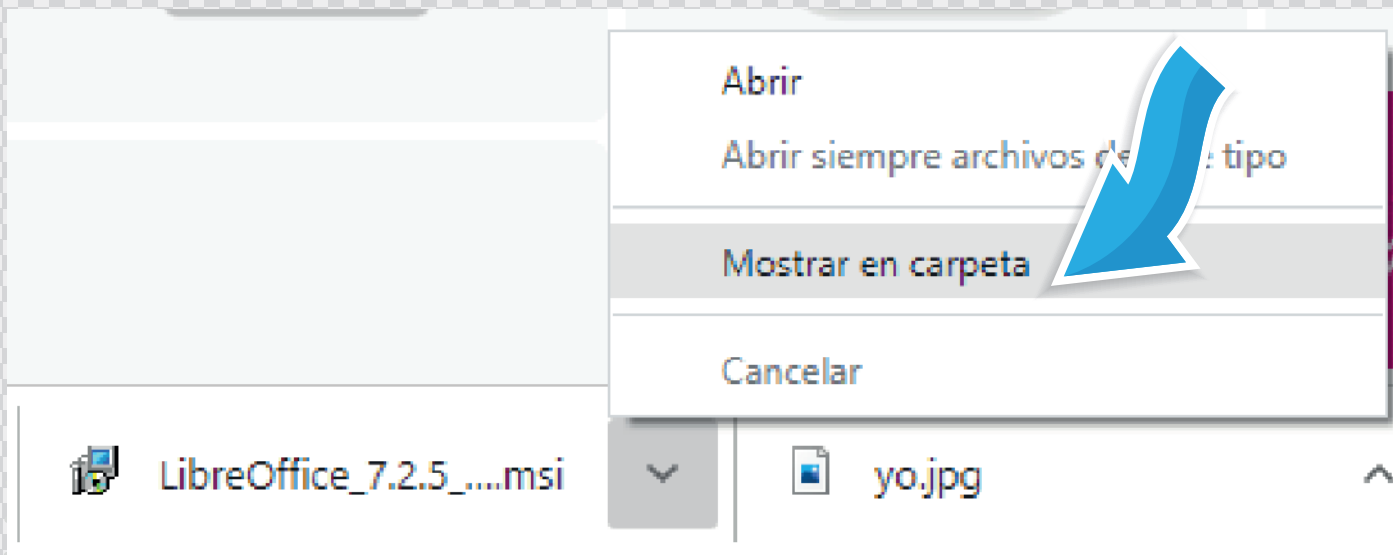 Abrir
Abrir siempre archivos de tipo
Mostrar en carpeta
Cancelar
LibreOffice_7.2.5_....msi
yo.jpg